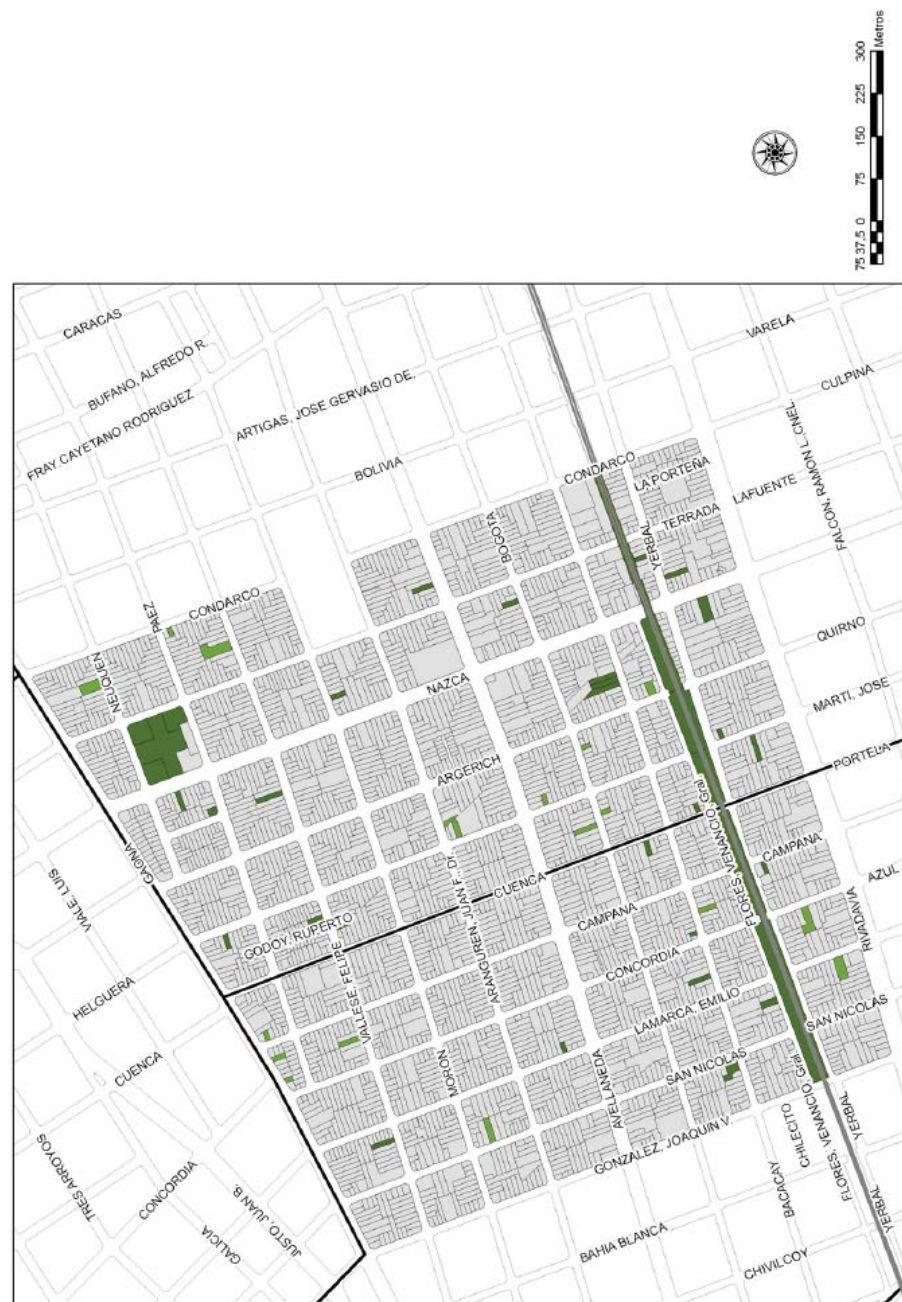 75 37,5 0 75 150 225 300
Metros
CARACAS
BUFANO, ALFREDO R.
FRAY CAYETANO RODRIGUEZ
ARTIGAS, JOSE GERVASIO DE.
VARELA
CULPINA
BOLIVIA
CONDARCO
LA PORTEÑA
FALCON, RAMON L.,CNEL.
LAFUENTE
TERRADA
YERBAL
BOGOTA
PAEZ
CONDARCO
NEUQUEN
QUIRNO
NAZCA
MARTI, JOSE
ARGERICH
PORTELA
GAONA
VIALE, LUIS
FLORES, VENANCIO, Gral
CAMPANA
CUENCA
AZUL
ARANGUREN, JUAN F., DR.
CAMPANA
GODOY, RUPERTO
RIVADAVIA
VALLESE, FELIPE
CONCORDIA
HELGUERA
LAMARCA, EMILIO
SAN NICOLAS
MORON
CUENCA
AVELLANEDA
SAN NICOLAS
FLORES, VENANCIO, Gral
GONZALEZ, JOAQUIN V.
CHILECITO
YERBAL
BACACAY
TRES ARROYOS
CONCORDIA
JUSTO, JUAN B.
GALICIA
BAHIA BLANCA
YERBAL
CHIVILCOY